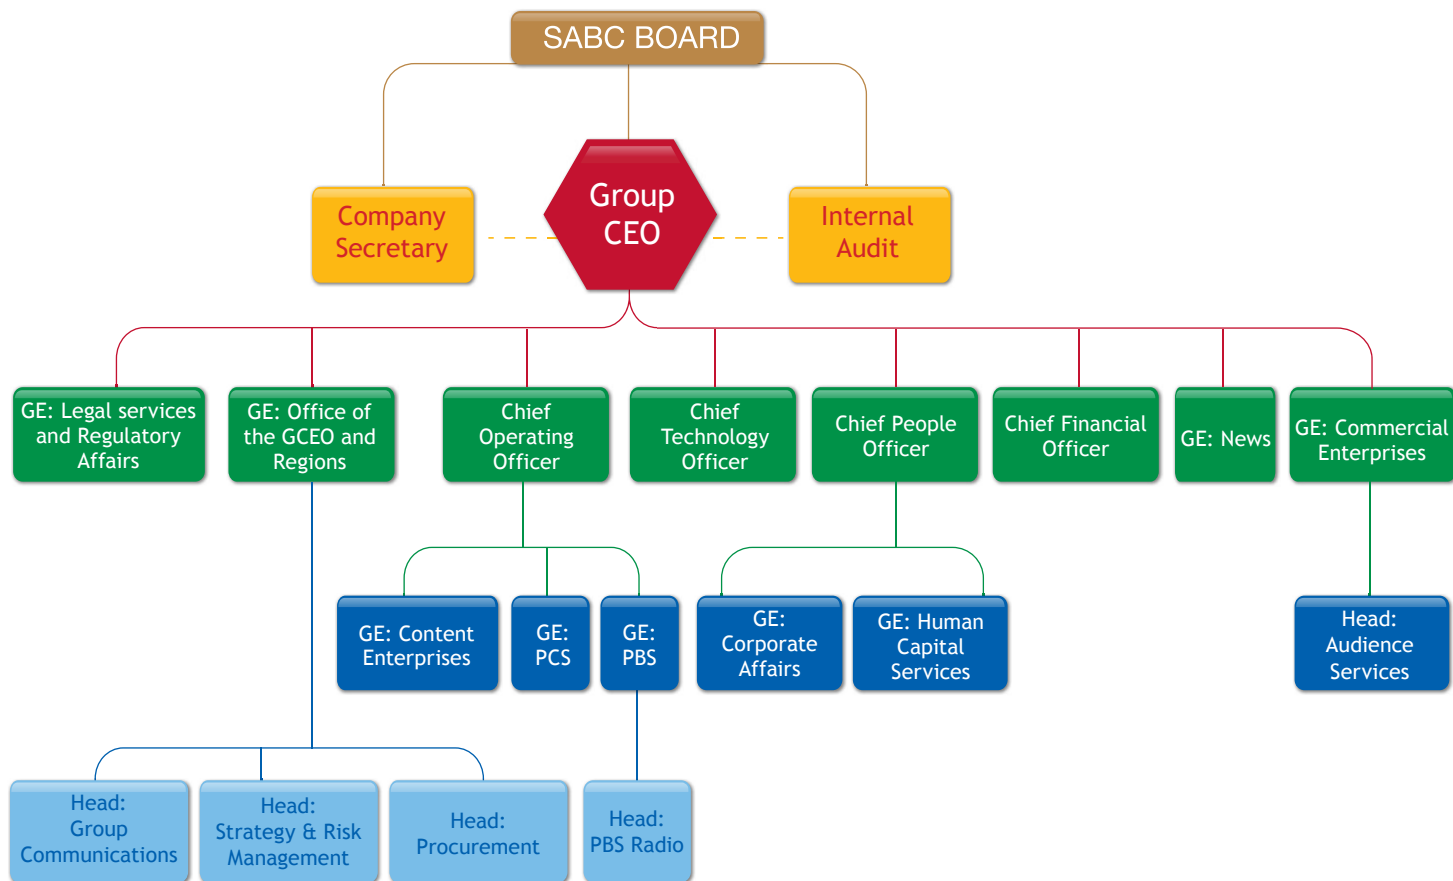 SABC BOARD
Company
Secretary
Group
CEO
Internal
Audit
GE: Legal services
and Regulatory
Affairs
GE: Office of
the GCEO and
Regions
Chief
Operating
Officer
Chief
Technology
Officer
Chief People
Officer
Chief Financial
Officer
GE: News
GE: Commercial
Enterprises
GE: Content
Enterprises
GE:
PCS
GE:
PBS
GE:
Corporate
Affairs
GE: Human
Capital
Services
Head:
Audience
Services
Head:
Group
Communications
Head:
Strategy & Risk
Management
Head:
Procurement
Head:
PBS Radio